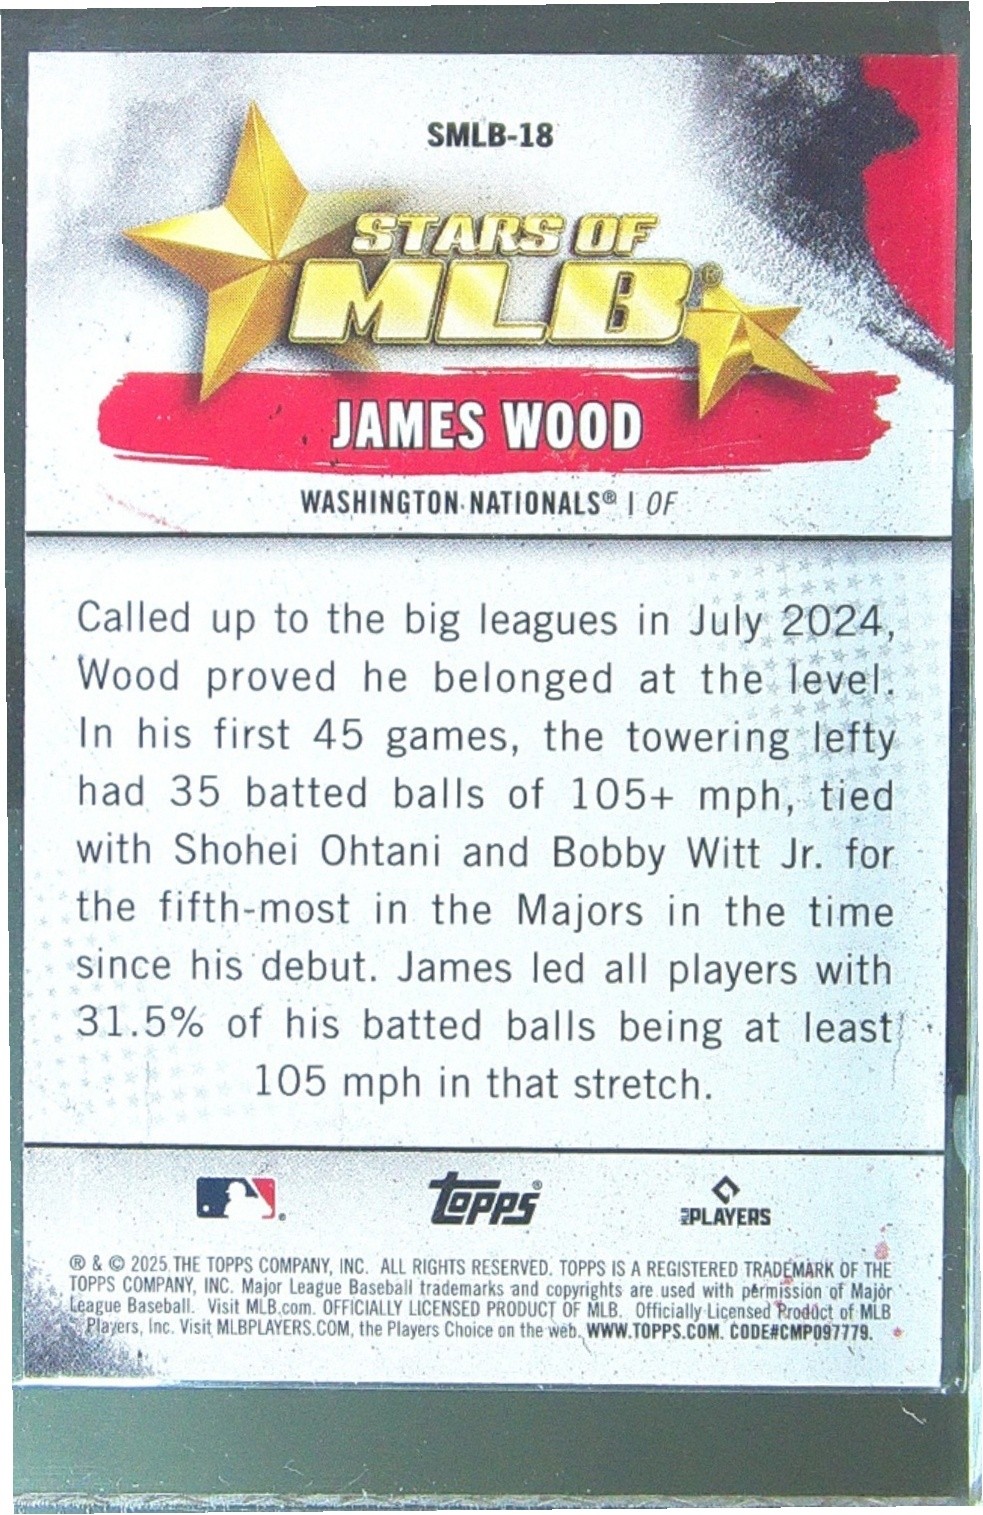 SMLB-18
STARS OF
MLB®
JAMES WOOD
WASHINGTON NATIONALS® | OF
Called up to the big leagues in July 2024,
Wood proved he belonged at the level.
In his first 45 games, the towering lefty
had 35 batted balls of 105+ mph, tied
with Shohei Ohtani and Bobby Witt Jr. for
the fifth-most in the Majors in the time
since his debut. James led all players with
31.5% of his batted balls being at least
105 mph in that stretch.
topps®
PLAYERS
® & © 2025 THE TOPPS COMPANY, INC. ALL RIGHTS RESERVED. TOPPS IS A REGISTERED TRADEMARK OF THE
TOPPS COMPANY, INC. Major League Baseball trademarks and copyrights are used with permission of Major
League Baseball. Visit MLB.com. OFFICIALLY LICENSED PRODUCT OF MLB. Officially Licensed Product of MLB
Players, Inc. Visit MLBPLAYERS.COM, the Players Choice on the web. WWW.TOPPS.COM. CODE#CMP097779.